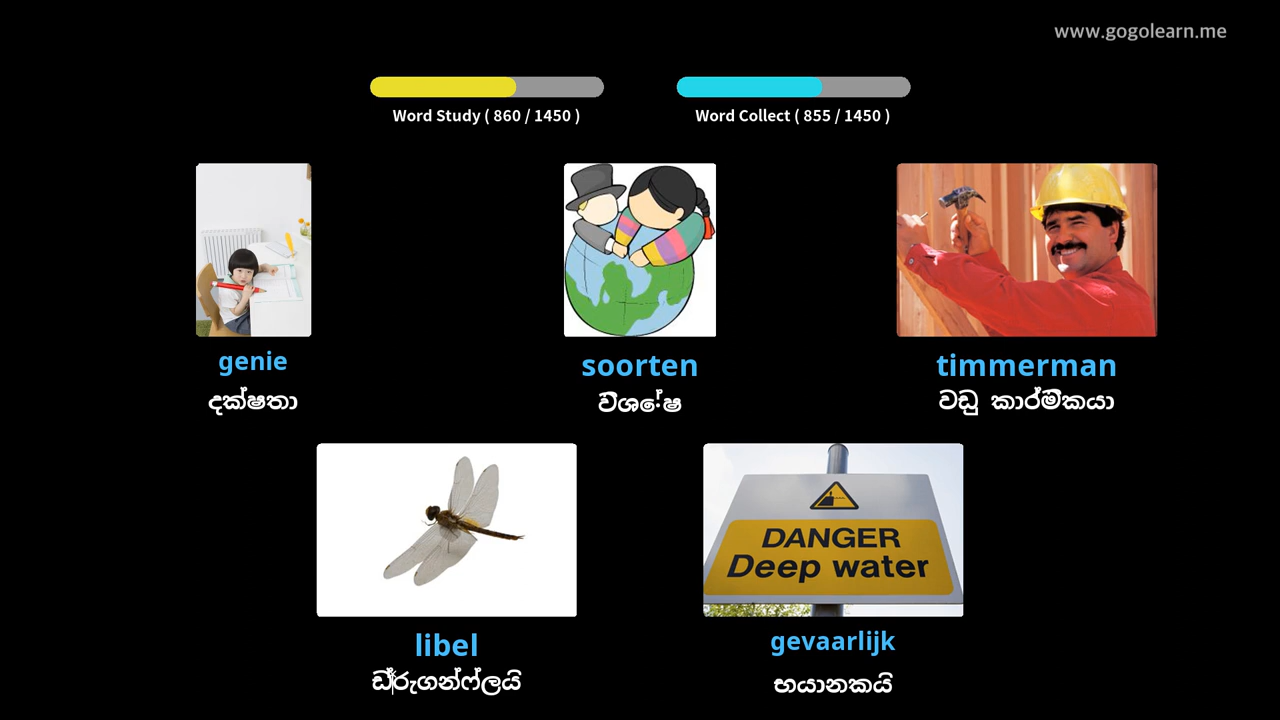 www.gogolearn.me
Word Study ( 860 / 1450 )
Word Collect ( 855 / 1450 )
genie
දක්ෂතා
soorten
විශේෂ
timmerman
වඩු කාර්මිකයා
DANGER
Deep water
libel
ඩ්රුගන්ෆ්ලයි
gevaarlijk
භයානකයි